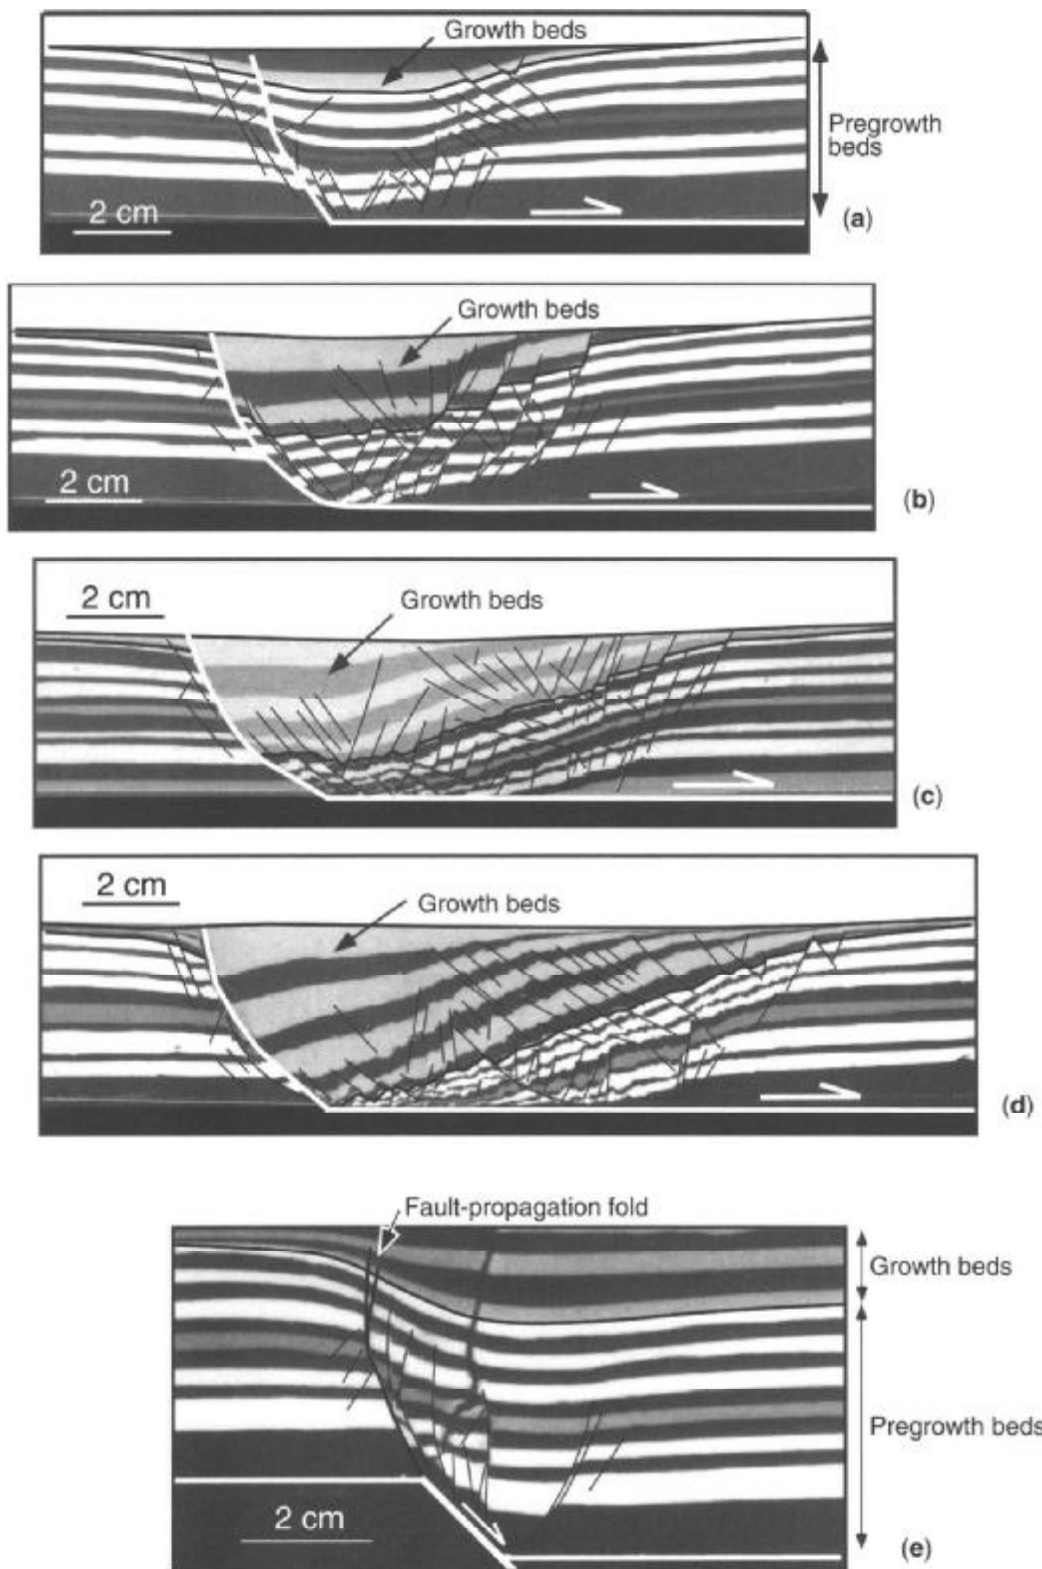 Growth beds
Pregrowth
beds
2 cm
(a)
Growth beds
2 cm
(b)
2 cm
Growth beds
(c)
2 cm
Growth beds
(d)
Fault-propagation fold
Growth beds
Pregrowth beds
2 cm
(e)